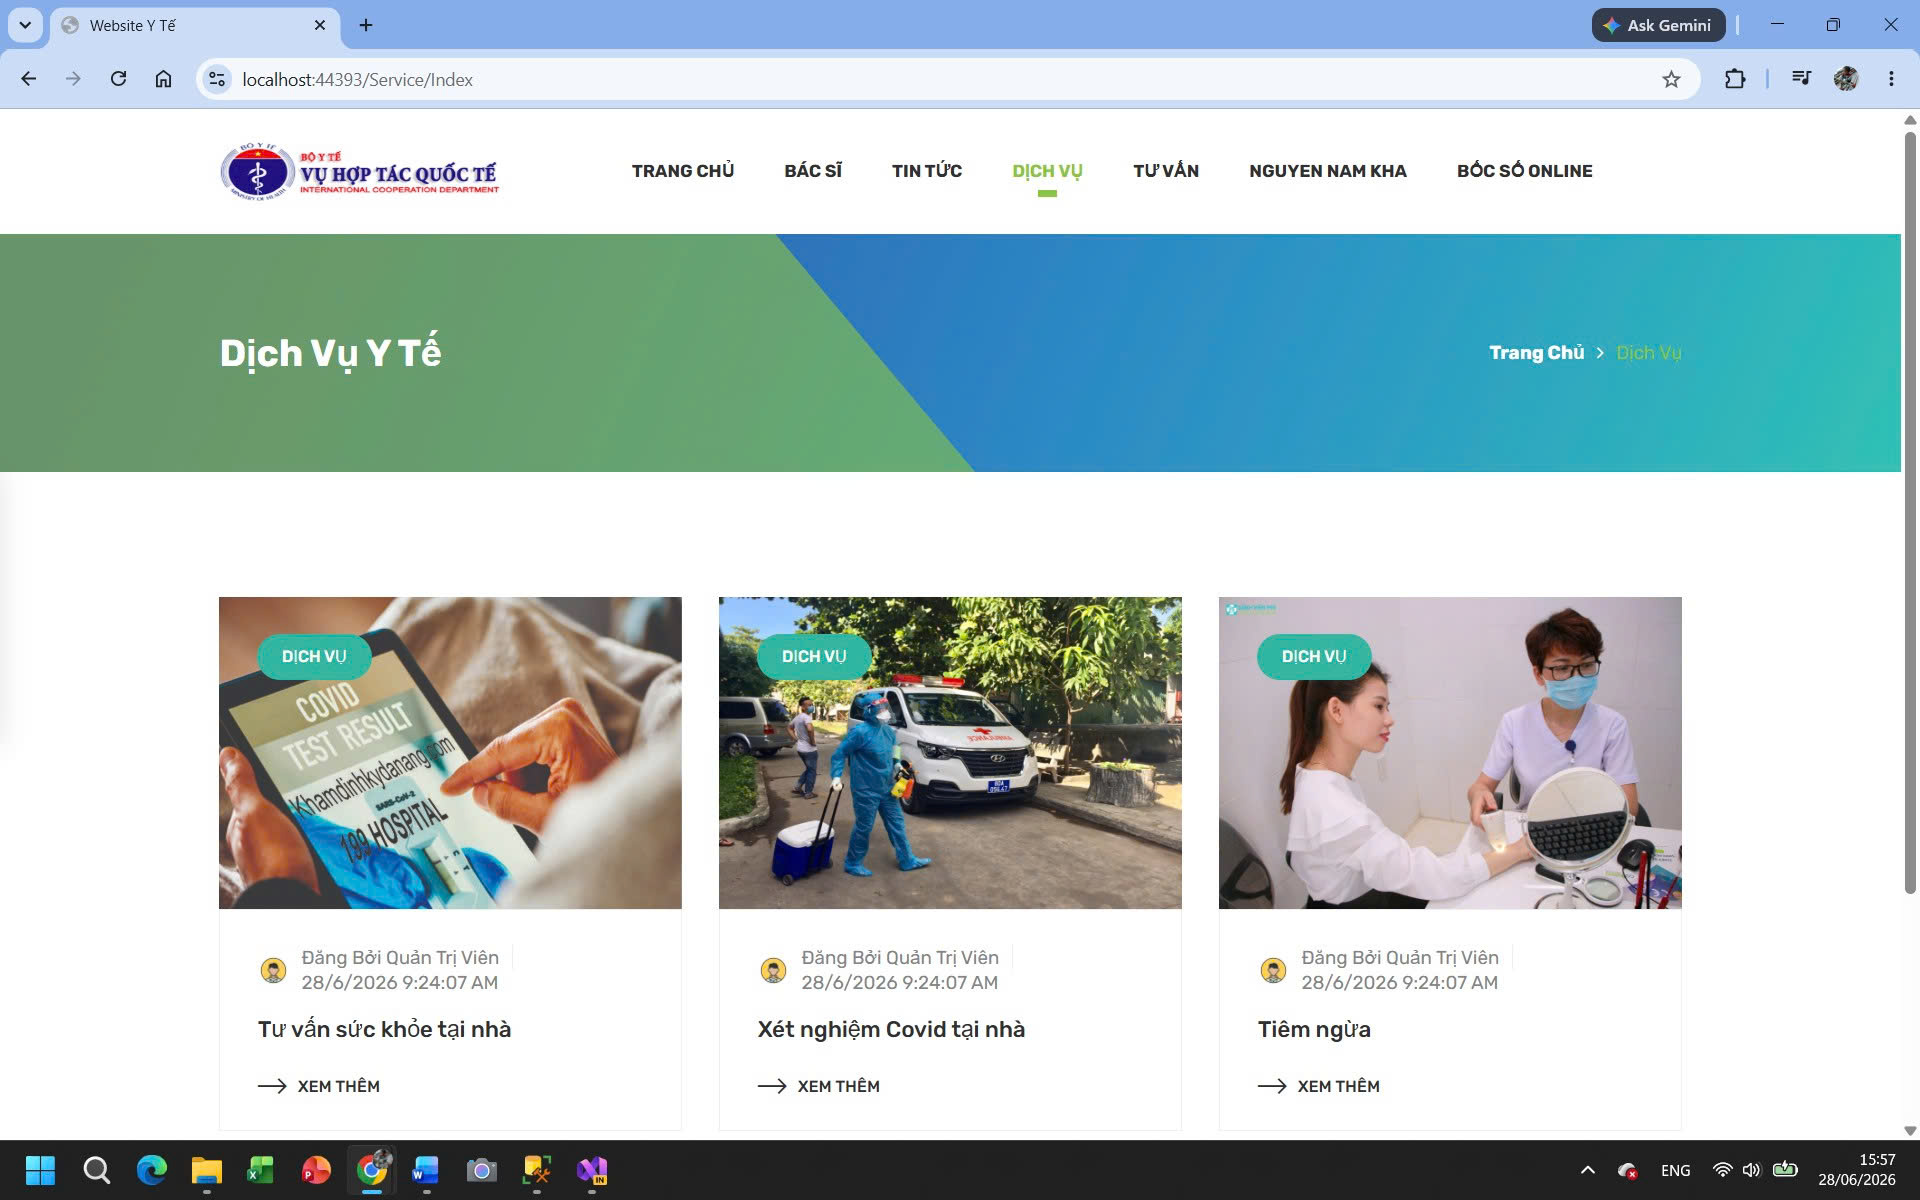 Website Y Tế
Ask Gemini
localhost:44393/Service/Index
BỘ Y TẾ
BỘ Y TẾ
VỤ HỢP TÁC QUỐC TẾ
INTERNATIONAL COOPERATION DEPARTMENT
TRANG CHỦ
BÁC SĨ
TIN TỨC
DỊCH VỤ
TƯ VẤN
NGUYEN NAM KHA
BỐC SỐ ONLINE
Dịch Vụ Y Tế
Trang Chủ > Dịch Vụ
DỊCH VỤ
COVID
TEST RESULT
Khamdinhkydanang.com
SARS-CoV-2
199 HOSPITAL
DỊCH VỤ
AMBULANCE
DỊCH VỤ
Đăng Bởi Quản Trị Viên
28/6/2026 9:24:07 AM
Tư vấn sức khỏe tại nhà
XEM THÊM
Đăng Bởi Quản Trị Viên
28/6/2026 9:24:07 AM
Xét nghiệm Covid tại nhà
XEM THÊM
Đăng Bởi Quản Trị Viên
28/6/2026 9:24:07 AM
Tiêm ngừa
XEM THÊM
ENG
15:57
28/06/2026